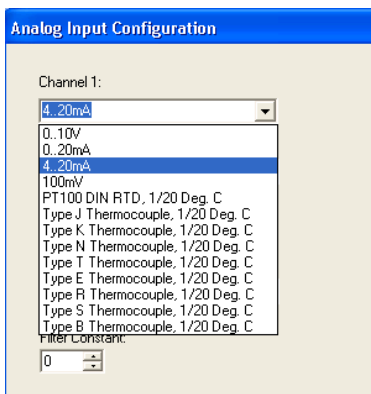 Analog Input Configuration
Channel 1:
4..20mA
0..10V
0..20mA
4..20mA
100mV
PT100 DIN RTD, 1/20 Deg. C
Type J Thermocouple, 1/20 Deg. C
Type K Thermocouple, 1/20 Deg. C
Type N Thermocouple, 1/20 Deg. C
Type T Thermocouple, 1/20 Deg. C
Type E Thermocouple, 1/20 Deg. C
Type R Thermocouple, 1/20 Deg. C
Type S Thermocouple, 1/20 Deg. C
Type B Thermocouple, 1/20 Deg. C
Filter Constant:
0